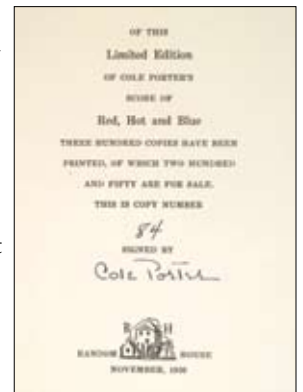 OF THIS
Limited Edition
OF COLE PORTER'S
SCORE OF
Red, Hot and Blue
THREE HUNDRED COPIES HAVE BEEN
PRINTED, OF WHICH TWO HUNDRED
AND FIFTY ARE FOR SALE.
THIS IS COPY NUMBER
84
SIGNED BY
Cole Porter
R H
RANDOM HOUSE
NOVEMBER, 1936